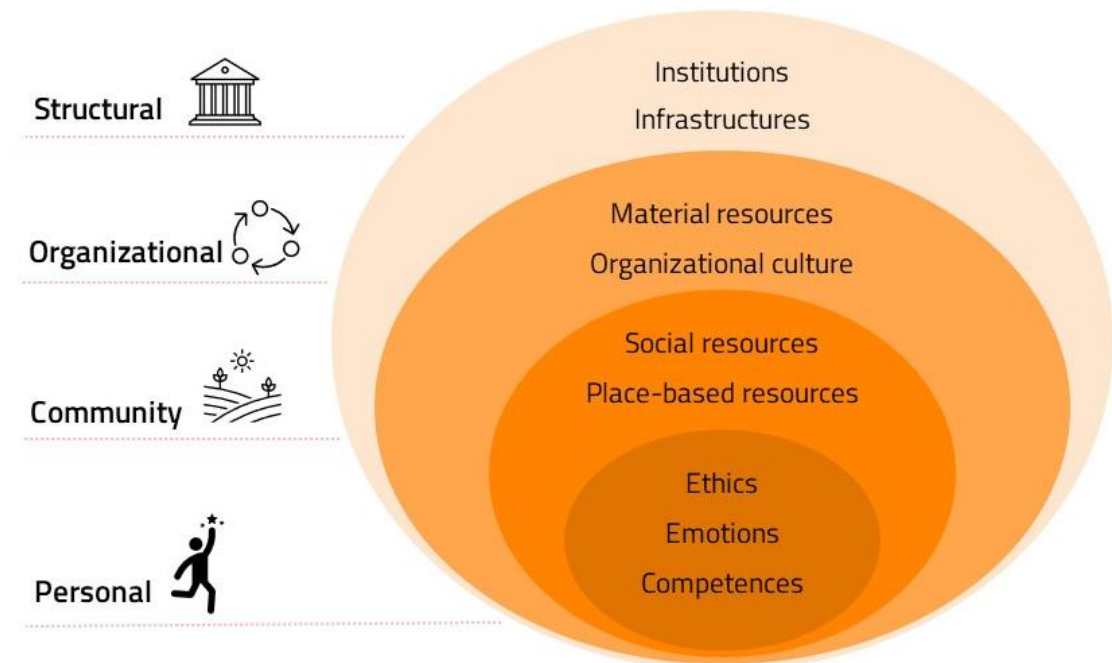 Structural
Institutions
Infrastructures
Organizational
Material resources
Organizational culture
Community
Social resources
Place-based resources
Personal
Ethics
Emotions
Competences